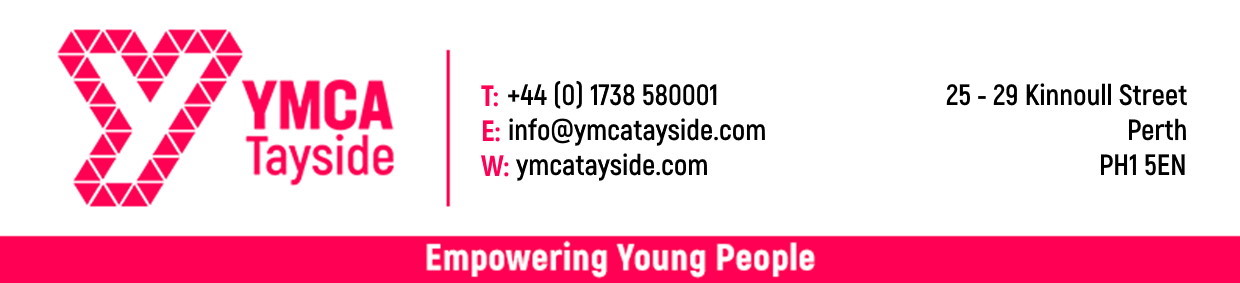 YMCA
Tayside
T: +44 (0) 1738 580001
E: info@ymcatayside.com
W: ymcatayside.com
25 - 29 Kinnoull Street
Perth
PH1 5EN
Empowering Young People